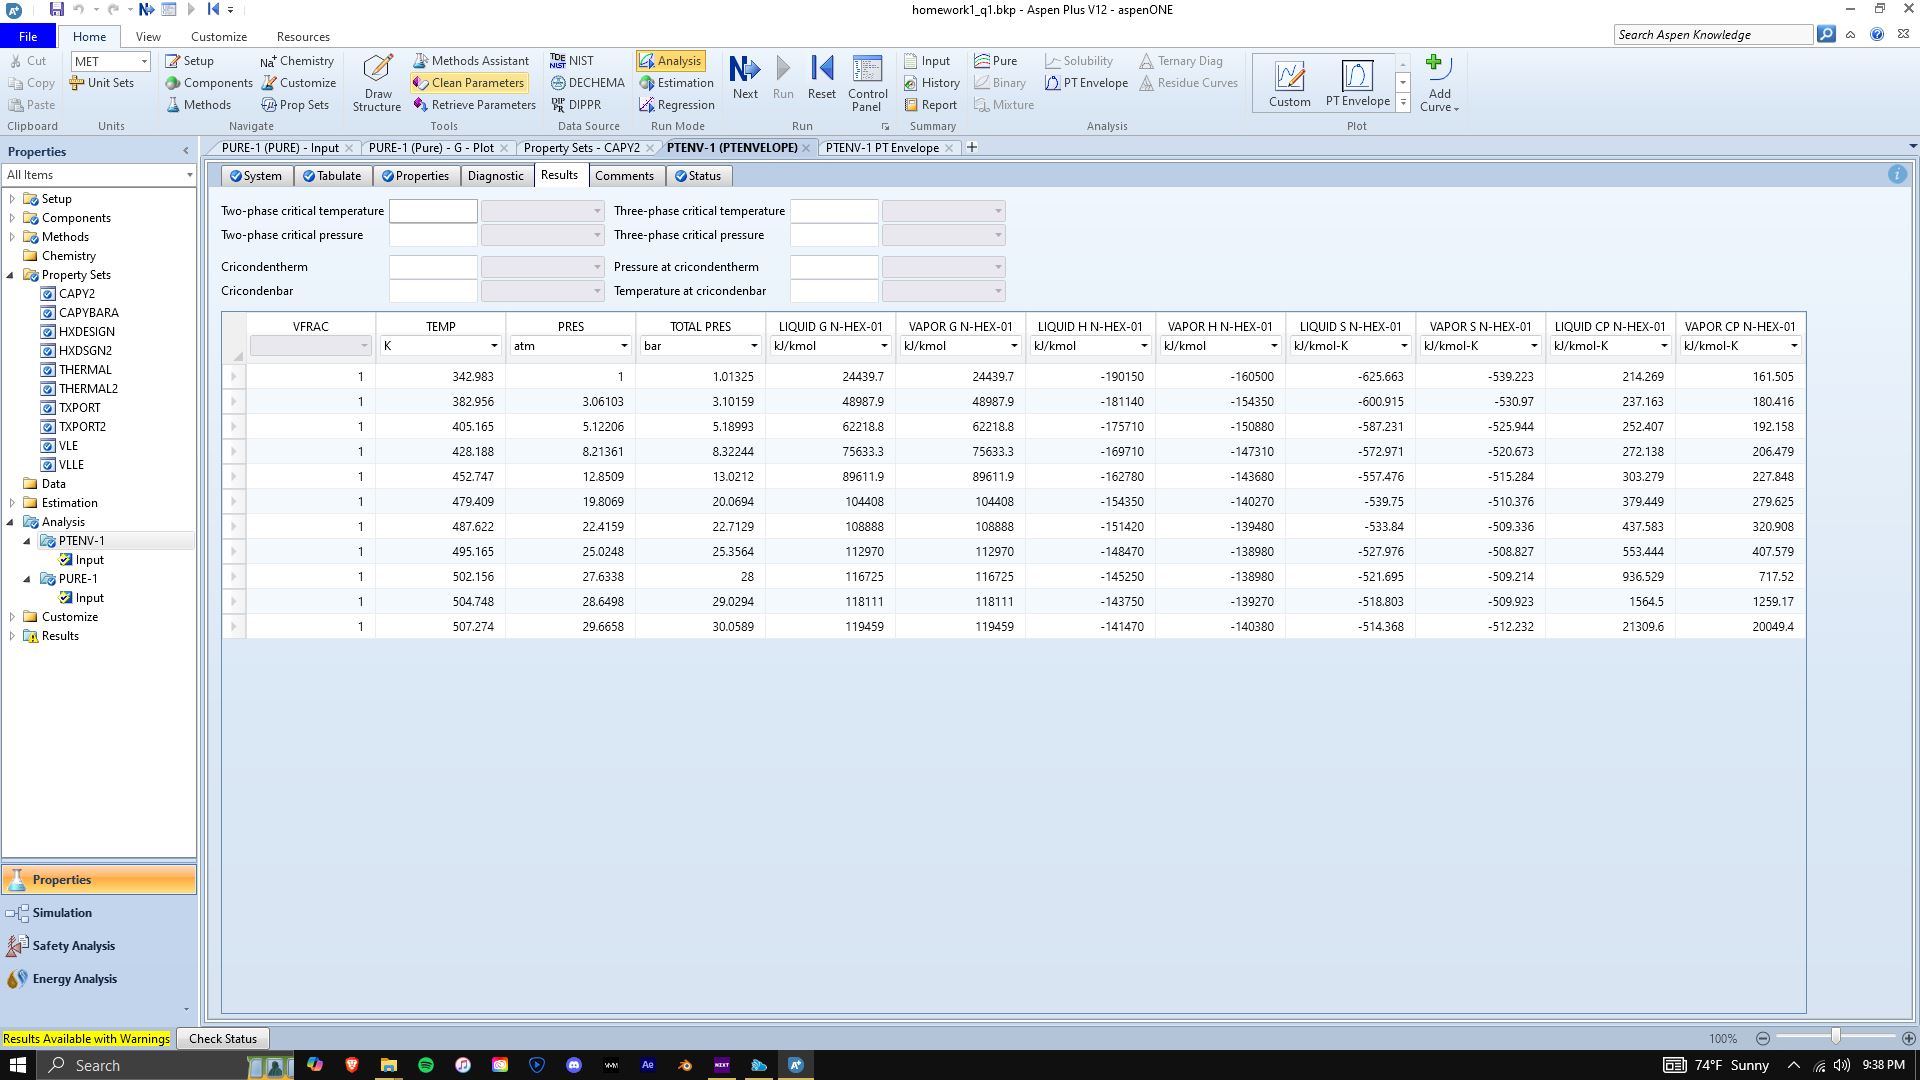 homework1_q1.bkp - Aspen Plus V12 - aspenONE
File Home View Customize Resources
Search Aspen Knowledge
Cut MET Setup Chemistry Methods Assistant NIST Analysis Input Pure Solubility Ternary Diag
Copy Unit Sets Components Customize Clean Parameters DECHEMA Estimation History Binary PT Envelope Residue Curves
Paste Methods Prop Sets Retrieve Parameters DIPPR Regression Report Mixture
Draw Structure
Next Run Reset Control Panel
Custom PT Envelope Add Curve
Clipboard Units Navigate Tools Data Source Run Mode Run Summary Analysis Plot
Properties
All Items
Setup
Components
Methods
Chemistry
Property Sets
CAPY2
CAPYBARA
HXDESIGN
HXDSGN2
THERMAL
THERMAL2
TXPORT
TXPORT2
VLE
VLLE
Data
Estimation
Analysis
PTENV-1
Input
PURE-1
Input
Customize
Results
Properties
Simulation
Safety Analysis
Energy Analysis
PURE-1 (PURE) - Input PURE-1 (Pure) - G - Plot Property Sets - CAPY2 PTENV-1 (PTENVELOPE) PTENV-1 PT Envelope
System Tabulate Properties Diagnostic Results Comments Status
Two-phase critical temperature Three-phase critical temperature
Two-phase critical pressure Three-phase critical pressure
Cricondentherm Pressure at cricondentherm
Cricondenbar Temperature at cricondenbar
VFRAC TEMP PRES TOTAL PRES LIQUID G N-HEX-01 VAPOR G N-HEX-01 LIQUID H N-HEX-01 VAPOR H N-HEX-01 LIQUID S N-HEX-01 VAPOR S N-HEX-01 LIQUID CP N-HEX-01 VAPOR CP N-HEX-01
K atm bar kJ/kmol kJ/kmol kJ/kmol kJ/kmol kJ/kmol-K kJ/kmol-K kJ/kmol-K kJ/kmol-K
1 342.983 1 1.01325 24439.7 24439.7 -190150 -160500 -625.663 -539.223 214.269 161.505
1 382.956 3.06103 3.10159 48987.9 48987.9 -181140 -154350 -600.915 -530.97 237.163 180.416
1 405.165 5.12206 5.18993 62218.8 62218.8 -175710 -150880 -587.231 -525.944 252.407 192.158
1 428.188 8.21361 8.32244 75633.3 75633.3 -169710 -147310 -572.971 -520.673 272.138 206.479
1 452.747 12.8509 13.0212 89611.9 89611.9 -162780 -143680 -557.476 -515.284 303.279 227.848
1 479.409 19.8069 20.0694 104408 104408 -154350 -140270 -539.75 -510.376 379.449 279.625
1 487.622 22.4159 22.7129 108888 108888 -151420 -139480 -533.84 -509.336 437.583 320.908
1 495.165 25.0248 25.3564 112970 112970 -148470 -138980 -527.976 -508.827 553.444 407.579
1 502.156 27.6338 28 116725 116725 -145250 -138980 -521.695 -509.214 936.529 717.52
1 504.748 28.6498 29.0294 118111 118111 -143750 -139270 -518.803 -509.923 1564.5 1259.17
1 507.274 29.6658 30.0589 119459 119459 -141470 -140380 -514.368 -512.232 21309.6 20049.4
Results Available with Warnings Check Status 100%
Search 74°F Sunny 9:38 PM